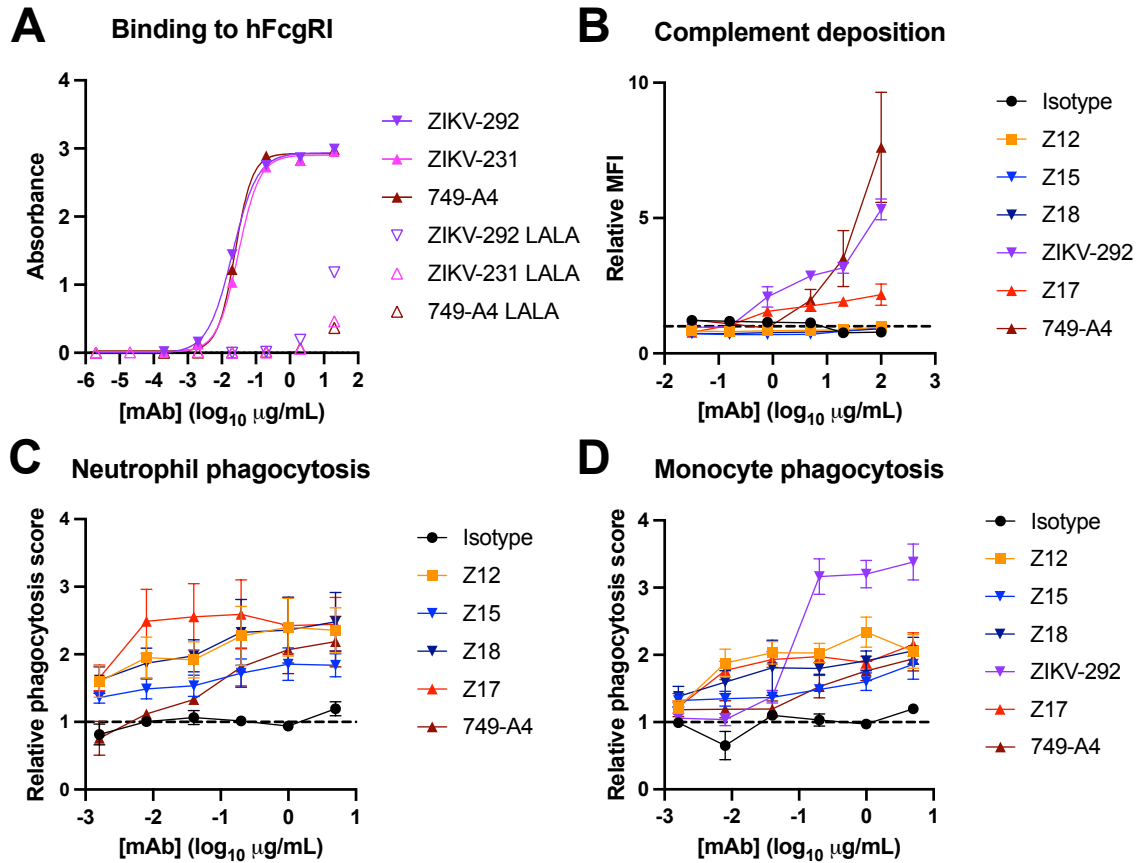 A
Binding to hFcgRI
Absorbance
4
3
2
1
0
-6 -5 -4 -3 -2 -1 0 1 2
[mAb] (log10 μg/mL)
ZIKV-292
ZIKV-231
749-A4
ZIKV-292 LALA
ZIKV-231 LALA
749-A4 LALA
B
Complement deposition
Relative MFI
10
5
0
-2 -1 0 1 2 3
[mAb] (log10 μg/mL)
Isotype
Z12
Z15
Z18
ZIKV-292
Z17
749-A4
C
Neutrophil phagocytosis
Relative phagocytosis score
4
3
2
1
0
-3 -2 -1 0 1
[mAb] (log10 μg/mL)
Isotype
Z12
Z15
Z18
Z17
749-A4
D
Monocyte phagocytosis
Relative phagocytosis score
4
3
2
1
0
-3 -2 -1 0 1
[mAb] (log10 μg/mL)
Isotype
Z12
Z15
Z18
ZIKV-292
Z17
749-A4